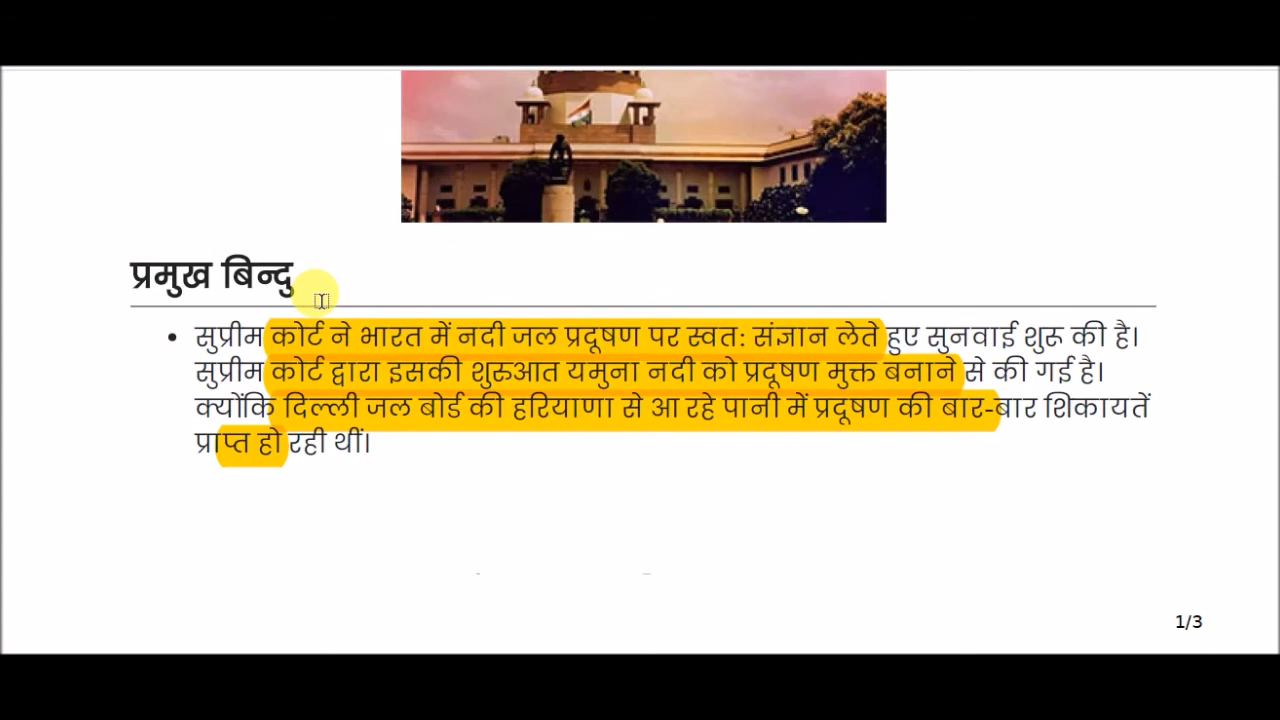 प्रमुख बिन्दु
• सुप्रीम कोर्ट ने भारत में नदी जल प्रदूषण पर स्वतः संज्ञान लेते हुए सुनवाई शुरू की है।
सुप्रीम कोर्ट द्वारा इसकी शुरुआत यमुना नदी को प्रदूषण मुक्त बनाने से की गई है।
क्योंकि दिल्ली जल बोर्ड की हरियाणा से आ रहे पानी में प्रदूषण की बार-बार शिकायतें
प्राप्त हो रही थीं।
1/3